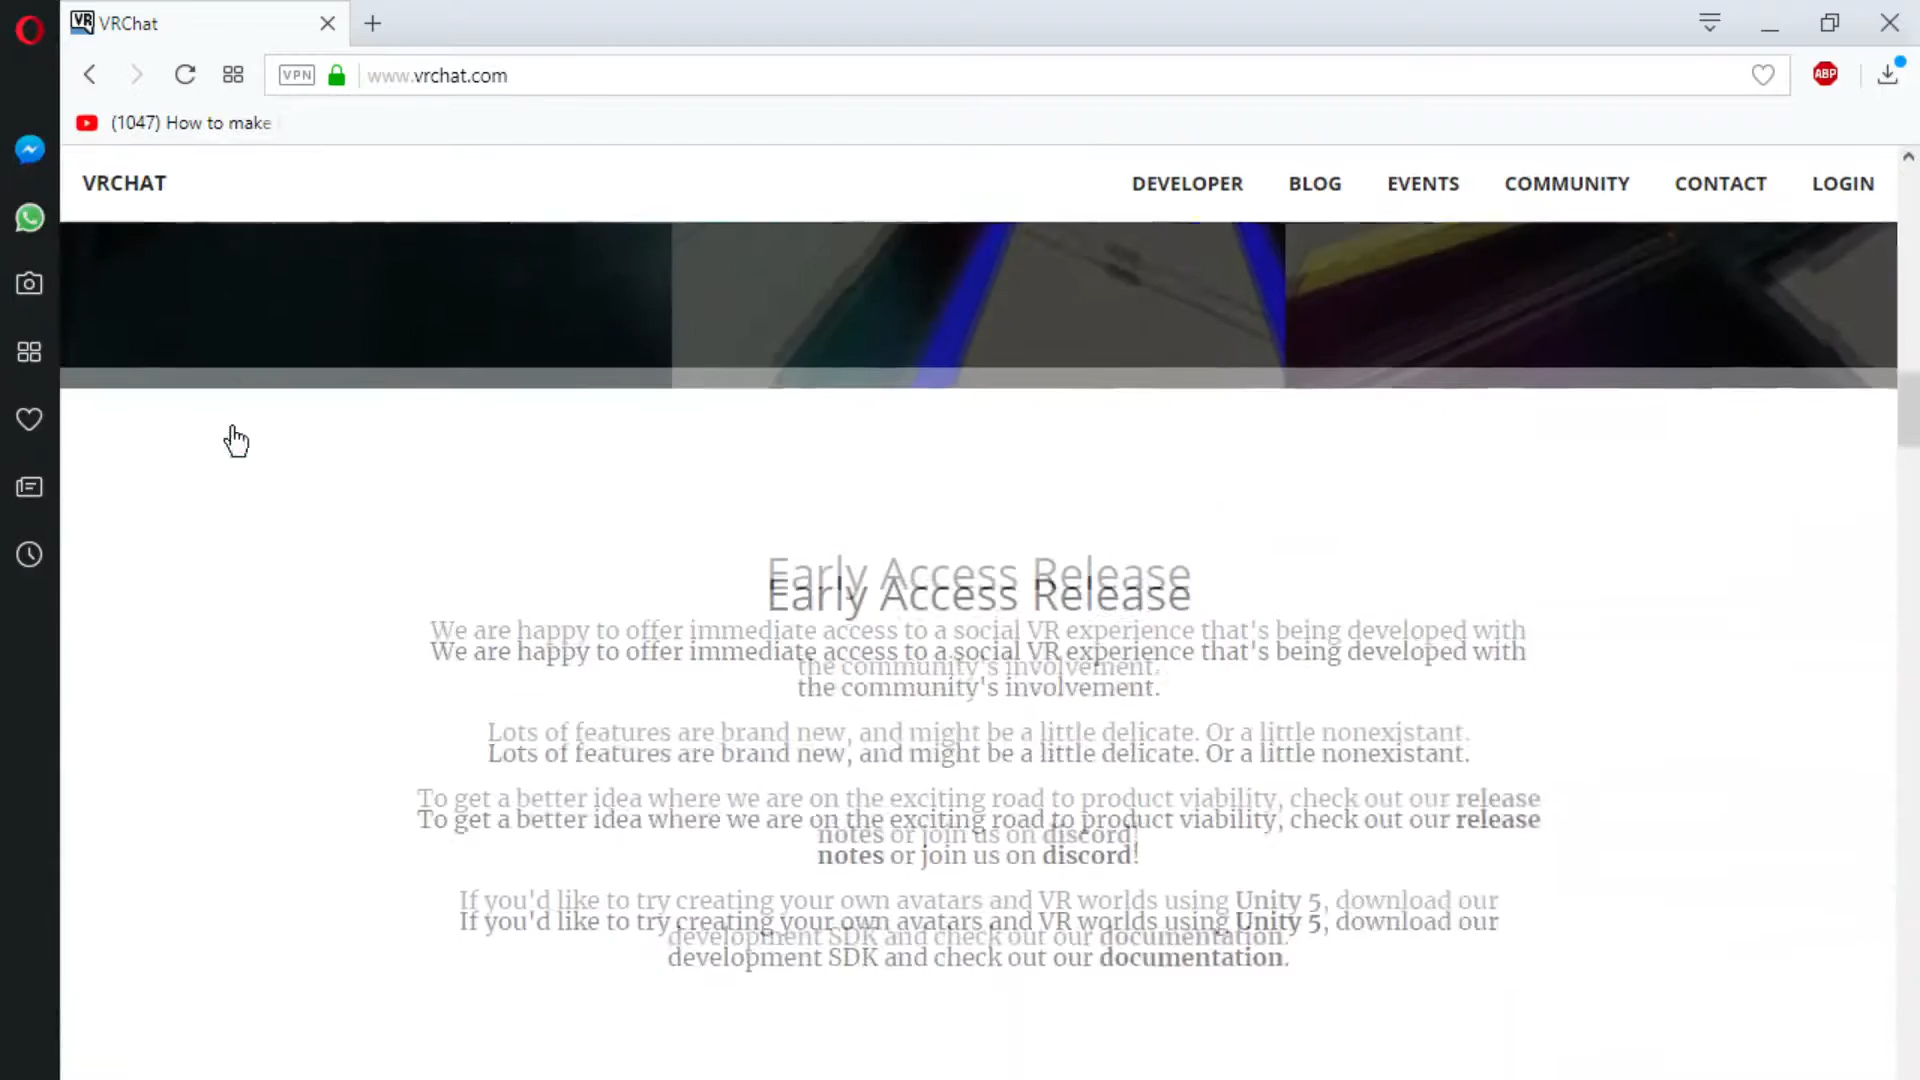 VRChat
VPN
www.vrchat.com
ABP
(1047) How to make
VRCHAT
DEVELOPER
BLOG
EVENTS
COMMUNITY
CONTACT
LOGIN
Early Access Release
We are happy to offer immediate access to a social VR experience that's being developed with
the community's involvement.
Lots of features are brand new, and might be a little delicate. Or a little nonexistant.
To get a better idea where we are on the exciting road to product viability, check out our release
notes or join us on discord!
If you'd like to try creating your own avatars and VR worlds using Unity 5, download our
development SDK and check out our documentation.